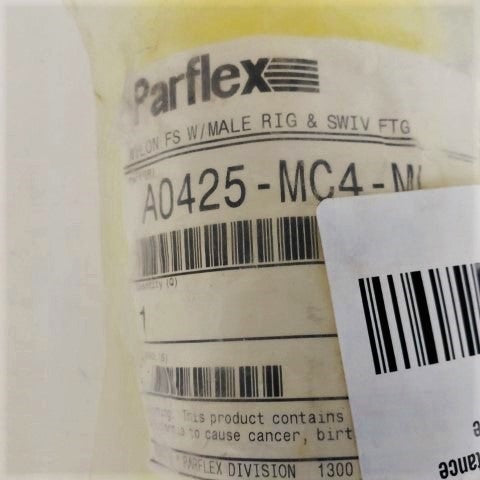 Parflex
NYLON FS W/MALE RIG & SWIV FTG
A0425-MC4-M
Quantity (Q)
1
This product contains
to cause cancer, birt
PARFLEX DIVISION 1300